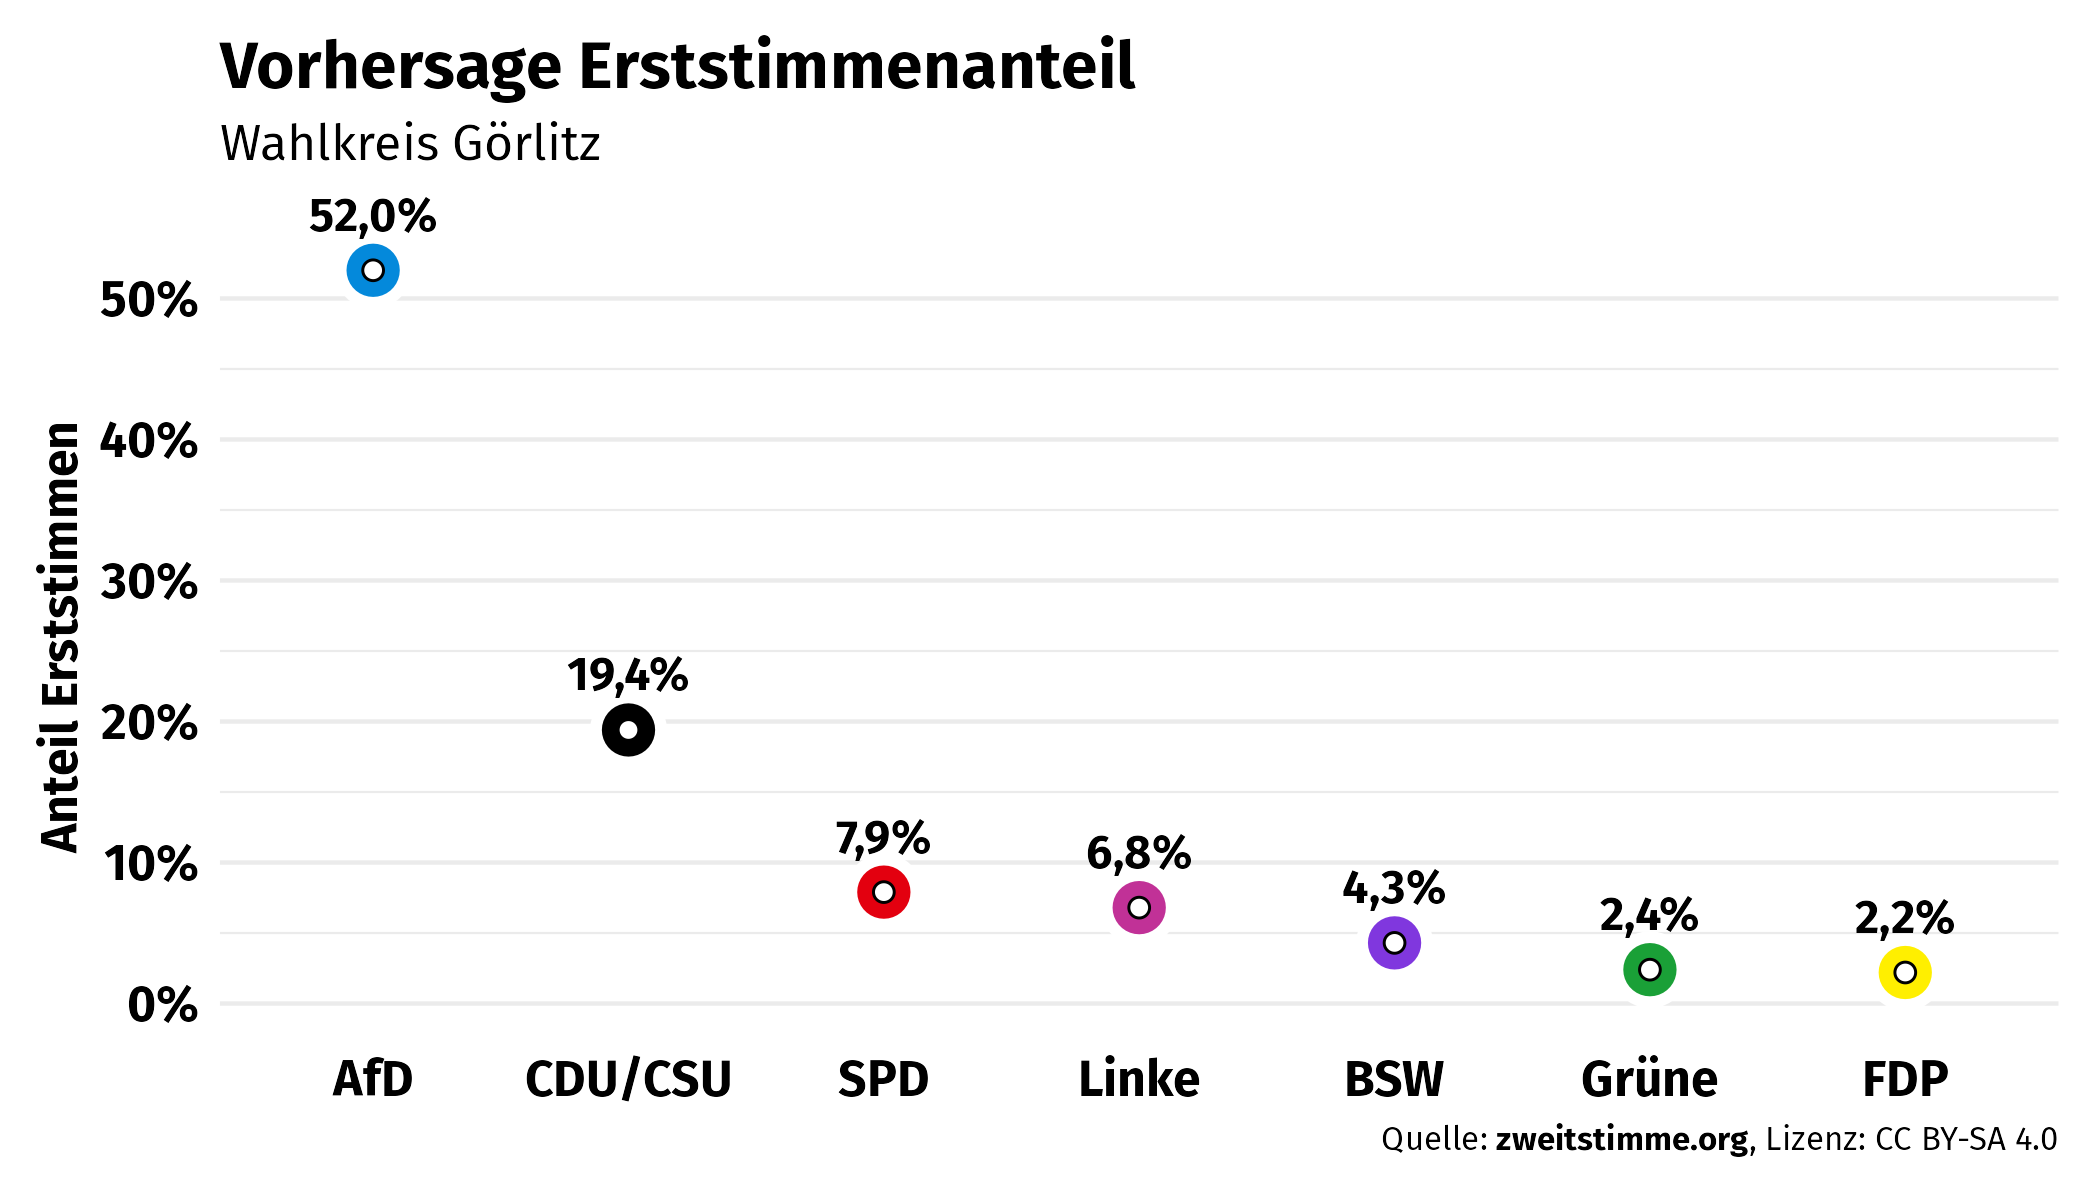 Vorhersage Erststimmenanteil
Wahlkreis Görlitz
Anteil Erststimmen
50%
40%
30%
20%
10%
0%
52,0%
19,4%
7,9%
6,8%
4,3%
2,4%
2,2%
AfD CDU/CSU SPD Linke BSW Grüne FDP
Quelle: zweitstimme.org, Lizenz: CC BY-SA 4.0